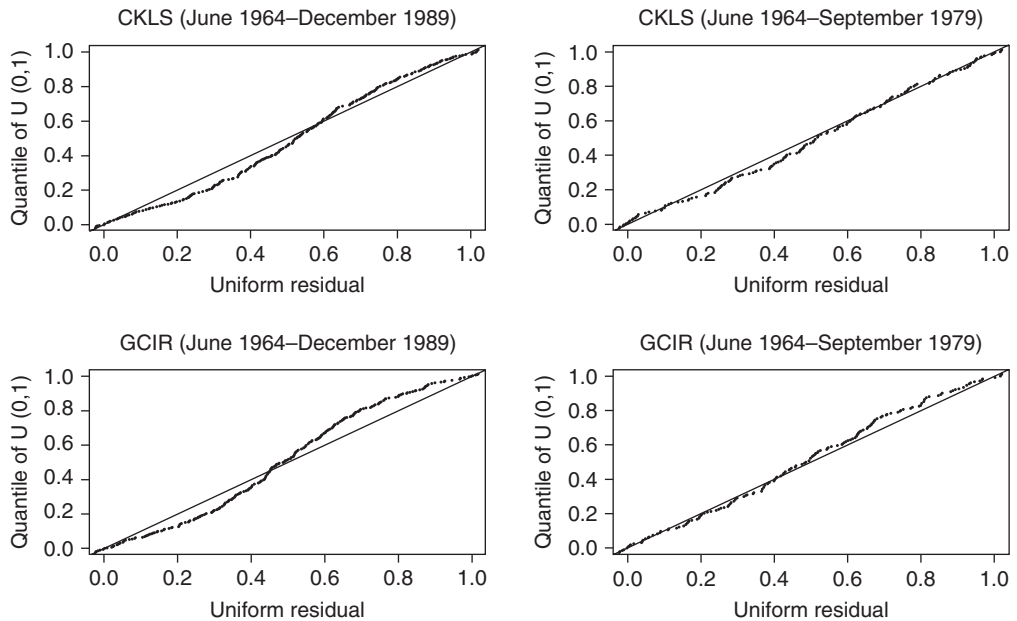 CKLS (June 1964–December 1989)
Quantile of U (0,1)
1.0
0.8
0.6
0.4
0.2
0.0
0.0 0.2 0.4 0.6 0.8 1.0
Uniform residual
CKLS (June 1964–September 1979)
Quantile of U (0,1)
1.0
0.8
0.6
0.4
0.2
0.0
0.0 0.2 0.4 0.6 0.8 1.0
Uniform residual
GCIR (June 1964–December 1989)
Quantile of U (0,1)
1.0
0.8
0.6
0.4
0.2
0.0
0.0 0.2 0.4 0.6 0.8 1.0
Uniform residual
GCIR (June 1964–September 1979)
Quantile of U (0,1)
1.0
0.8
0.6
0.4
0.2
0.0
0.0 0.2 0.4 0.6 0.8 1.0
Uniform residual